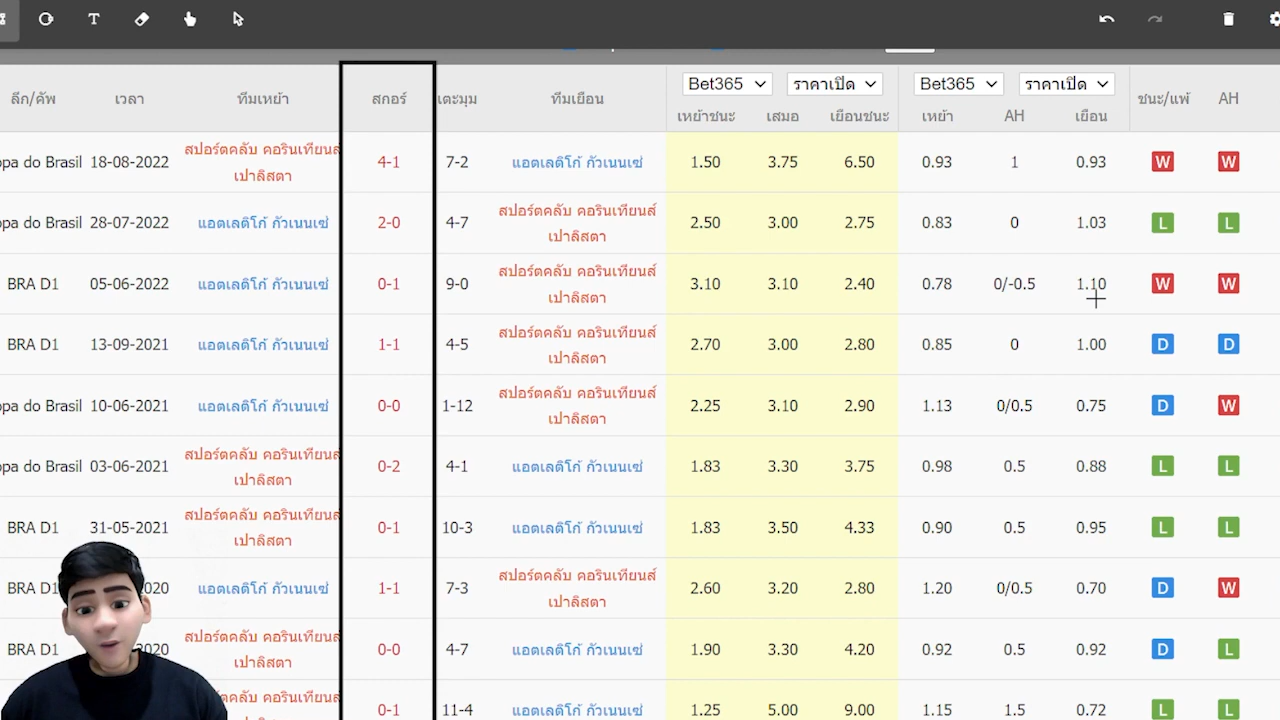 T
Bet365 ราคาเปิด Bet365 ราคาเปิด
ลีก/คัพ เวลา ทีมเหย้า สกอร์ เตะมุม ทีมเยือน เหย้าชนะ เสมอ เยือนชนะ เหย้า AH เยือน ชนะ/แพ้ AH
opa do Brasil 18-08-2022 สปอร์ตคลับ คอรินเทียนส์ เปาลิสตา 4-1 7-2 แอตเลติโก้ กัวเนนเซ่ 1.50 3.75 6.50 0.93 1 0.93 W W
opa do Brasil 28-07-2022 แอตเลติโก้ กัวเนนเซ่ 2-0 4-7 สปอร์ตคลับ คอรินเทียนส์ เปาลิสตา 2.50 3.00 2.75 0.83 0 1.03 L L
BRA D1 05-06-2022 แอตเลติโก้ กัวเนนเซ่ 0-1 9-0 สปอร์ตคลับ คอรินเทียนส์ เปาลิสตา 3.10 3.10 2.40 0.78 0/-0.5 1.10 W W
BRA D1 13-09-2021 แอตเลติโก้ กัวเนนเซ่ 1-1 4-5 สปอร์ตคลับ คอรินเทียนส์ เปาลิสตา 2.70 3.00 2.80 0.85 0 1.00 D D
opa do Brasil 10-06-2021 แอตเลติโก้ กัวเนนเซ่ 0-0 1-12 สปอร์ตคลับ คอรินเทียนส์ เปาลิสตา 2.25 3.10 2.90 1.13 0/0.5 0.75 D W
opa do Brasil 03-06-2021 สปอร์ตคลับ คอรินเทียนส์ เปาลิสตา 0-2 4-1 แอตเลติโก้ กัวเนนเซ่ 1.83 3.30 3.75 0.98 0.5 0.88 L L
BRA D1 31-05-2021 สปอร์ตคลับ คอรินเทียนส์ เปาลิสตา 0-1 10-3 แอตเลติโก้ กัวเนนเซ่ 1.83 3.50 4.33 0.90 0.5 0.95 L L
BRA D1 2020 แอตเลติโก้ กัวเนนเซ่ 1-1 7-3 สปอร์ตคลับ คอรินเทียนส์ เปาลิสตา 2.60 3.20 2.80 1.20 0/0.5 0.70 D W
BRA D 2020 สปอร์ตคลับ คอรินเทียนส์ เปาลิสตา 0-0 4-7 แอตเลติโก้ กัวเนนเซ่ 1.90 3.30 4.20 0.92 0.5 0.92 D L
คลับ คอรินเทียนส์ 0-1 11-4 แอตเลติโก้ กัวเนนเซ่ 1.25 5.00 9.00 1.15 1.5 0.72 L L